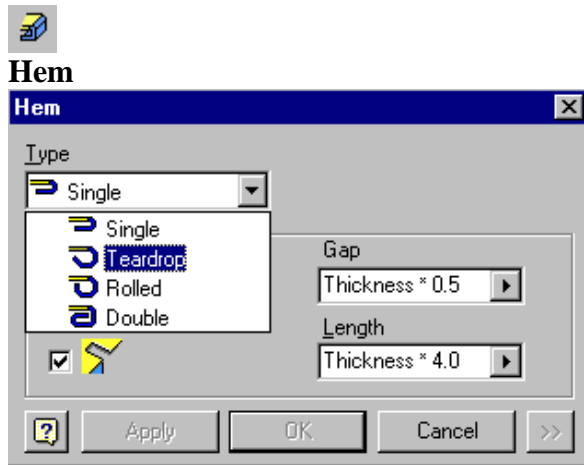 Hem
Hem
Type
Single
Single
Teardrop
Rolled
Double
Gap
Thickness * 0.5
Length
Thickness * 4.0
Apply
OK
Cancel
>>